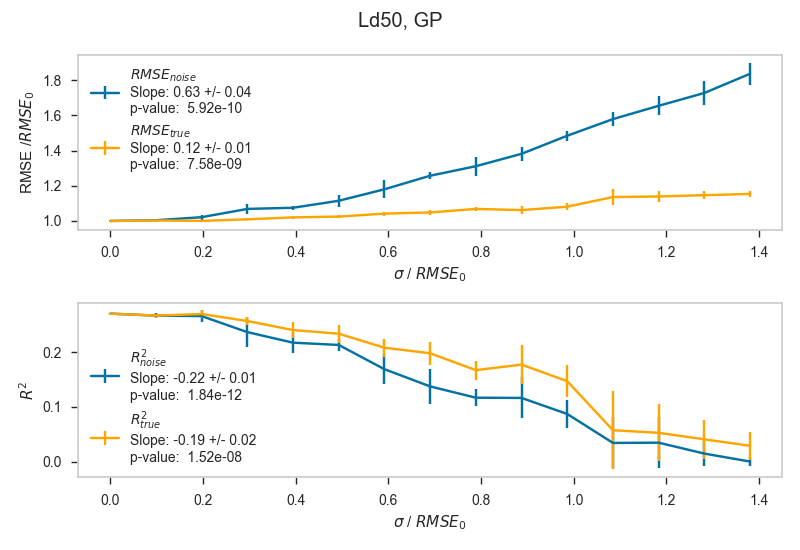 Ld50, GP
RMSE /RMSE0
1.8
1.6
1.4
1.2
1.0
RMSEnoise
Slope: 0.63 +/- 0.04
p-value: 5.92e-10
RMSEtrue
Slope: 0.12 +/- 0.01
p-value: 7.58e-09
0.0 0.2 0.4 0.6 0.8 1.0 1.2 1.4
σ / RMSE0
R²
0.2
0.1
0.0
R²noise
Slope: -0.22 +/- 0.01
p-value: 1.84e-12
R²true
Slope: -0.19 +/- 0.02
p-value: 1.52e-08
0.0 0.2 0.4 0.6 0.8 1.0 1.2 1.4
σ / RMSE0